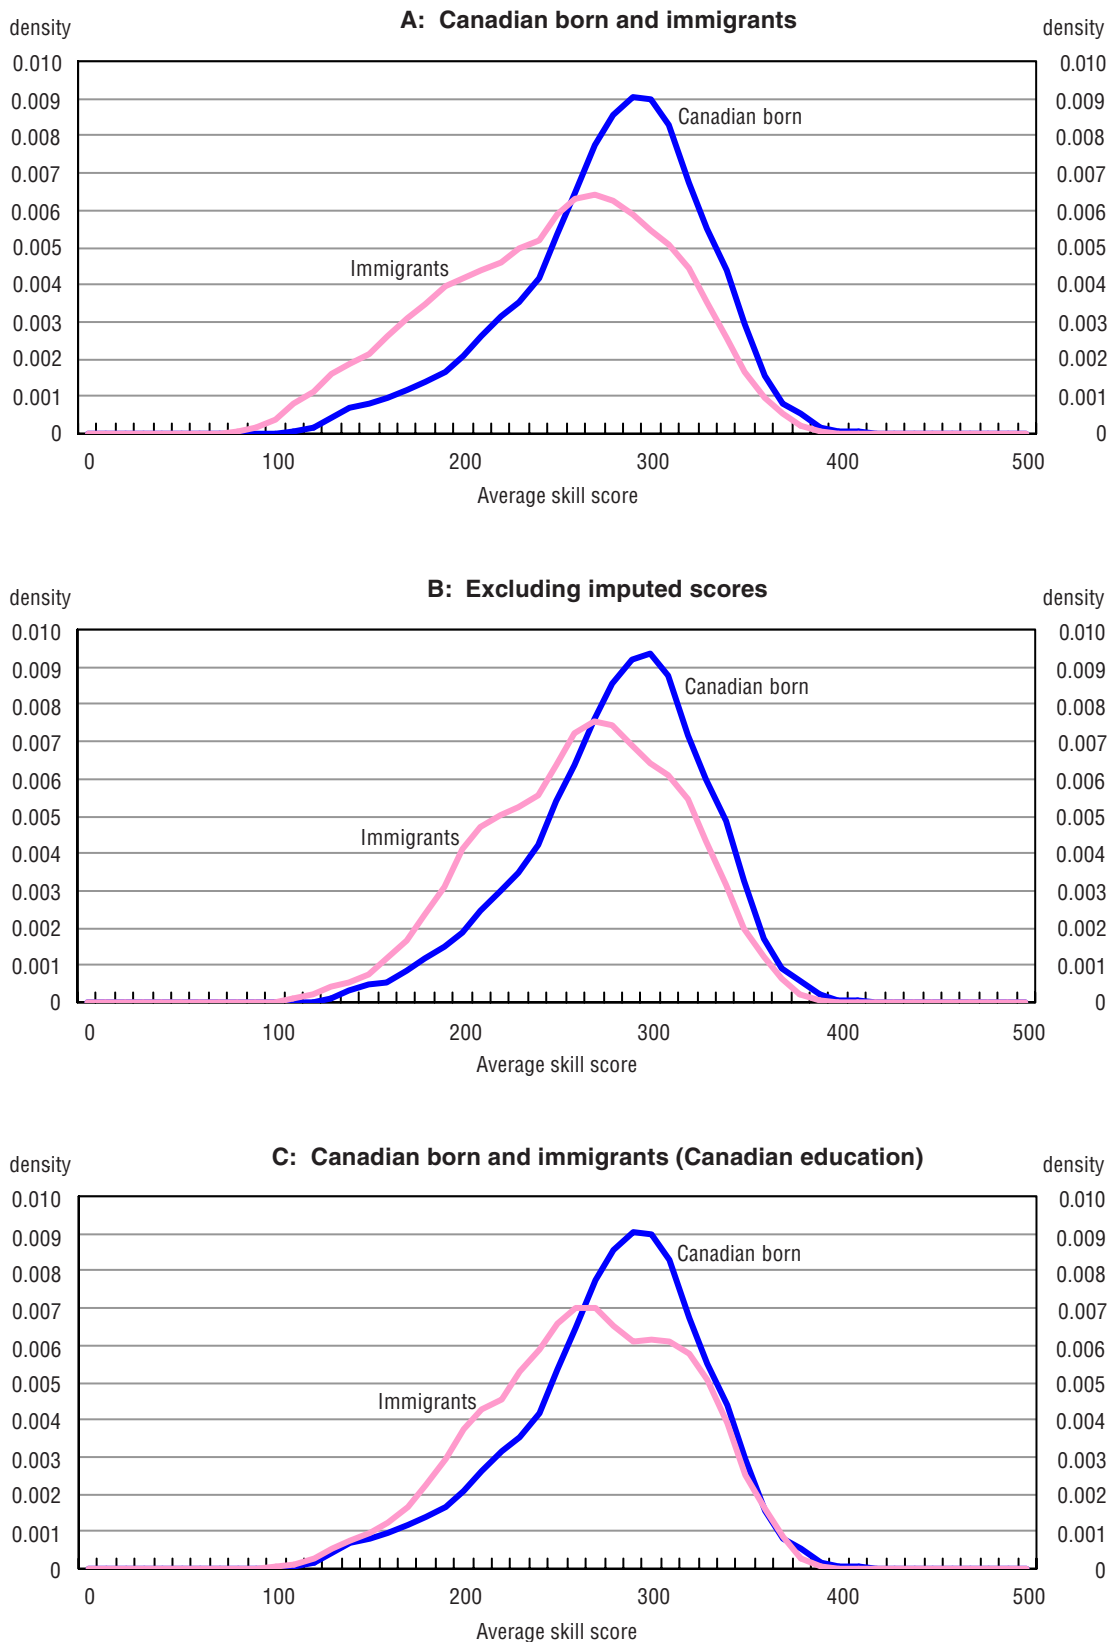 A: Canadian born and immigrants
density density
0.010 0.010
0.009 0.009
Canadian born
0.008 0.008
0.007 0.007
0.006 0.006
0.005 0.005
Immigrants
0.004 0.004
0.003 0.003
0.002 0.002
0.001 0.001
0 0
0 100 200 300 400 500
Average skill score
B: Excluding imputed scores
density density
0.010 0.010
0.009 0.009
Canadian born
0.008 0.008
0.007 0.007
0.006 0.006
0.005 0.005
Immigrants
0.004 0.004
0.003 0.003
0.002 0.002
0.001 0.001
0 0
0 100 200 300 400 500
Average skill score
C: Canadian born and immigrants (Canadian education)
density density
0.010 0.010
0.009 0.009
Canadian born
0.008 0.008
0.007 0.007
0.006 0.006
0.005 0.005
Immigrants
0.004 0.004
0.003 0.003
0.002 0.002
0.001 0.001
0 0
0 100 200 300 400 500
Average skill score